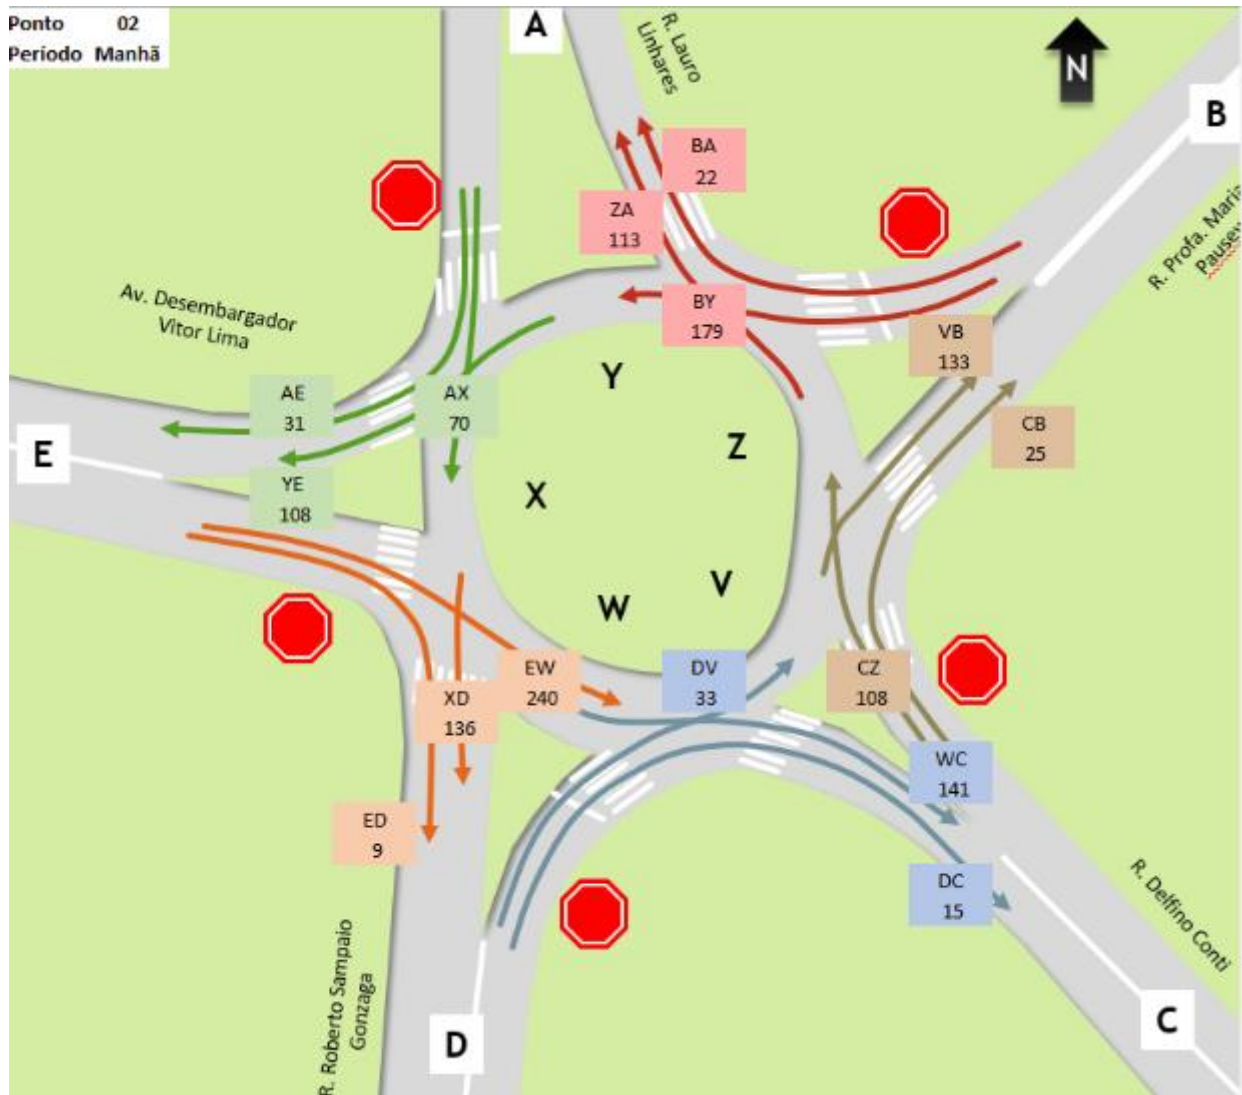 Ponto 02
Período Manhã
A
R. Lauro
Linhares
N
B
BA
22
ZA
113
R. Profa. Maria
Pausew
Av. Desembargador
Vitor Lima
BY
179
VB
133
Y
AE
31
AX
70
CB
25
E
Z
YE
108
X
V
W
EW
240
DV
33
CZ
108
XD
136
WC
141
ED
9
DC
15
R. Delfino Conti
R. Roberto Sampaio
Gonzaga
C
D